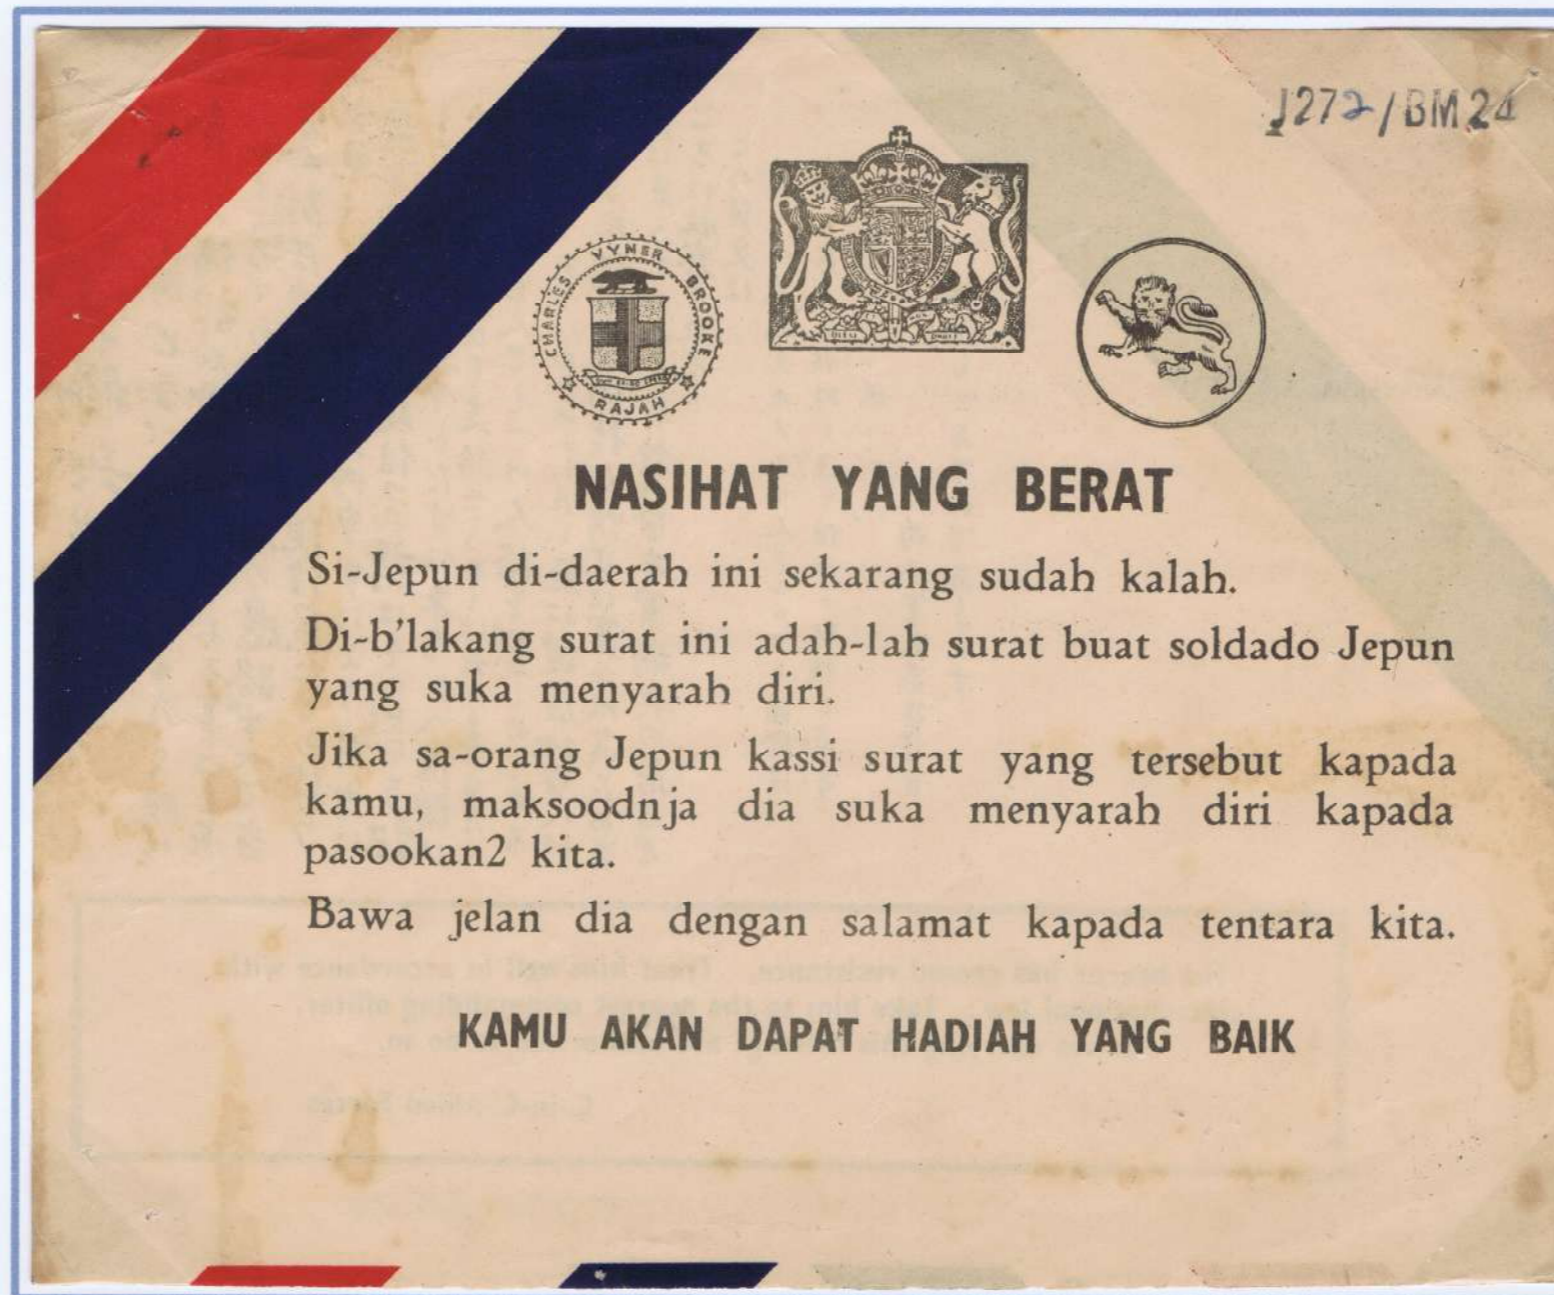 J272/BM24
CHARLES VYNER BROOKE
RAJAH
DIEU DROIT
NASIHAT YANG BERAT
Si-Jepun di-daerah ini sekarang sudah kalah.
Di-b'lakang surat ini adah-lah surat buat soldado Jepun
yang suka menyarah diri.
Jika sa-orang Jepun kassi surat yang tersebut kapada
kamu, maksoodnja dia suka menyarah diri kapada
pasookan2 kita.
Bawa jelan dia dengan salamat kapada tentara kita.
KAMU AKAN DAPAT HADIAH YANG BAIK